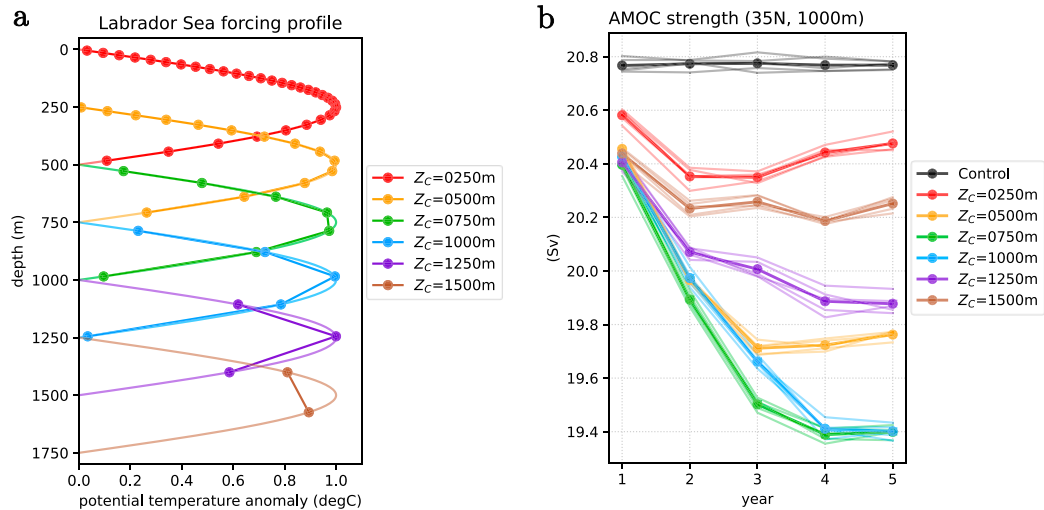 a
Labrador Sea forcing profile
0
250
500
750
1000
1250
1500
1750
depth (m)
0.0
0.2
0.4
0.6
0.8
1.0
potential temperature anomaly (degC)
Z_C=0250m
Z_C=0500m
Z_C=0750m
Z_C=1000m
Z_C=1250m
Z_C=1500m
b
AMOC strength (35N, 1000m)
20.8
20.6
20.4
20.2
20.0
19.8
19.6
19.4
(Sv)
1
2
3
4
5
year
Control
Z_C=0250m
Z_C=0500m
Z_C=0750m
Z_C=1000m
Z_C=1250m
Z_C=1500m